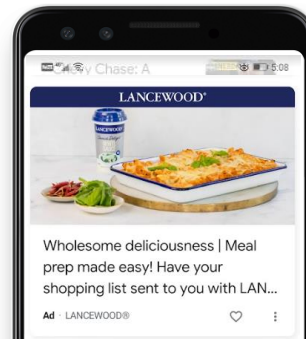 5:08
Chevy Chase: A
LANCEWOOD®
LANCEWOOD
Wholesome deliciousness | Meal
prep made easy! Have your
shopping list sent to you with LAN...
Ad · LANCEWOOD®